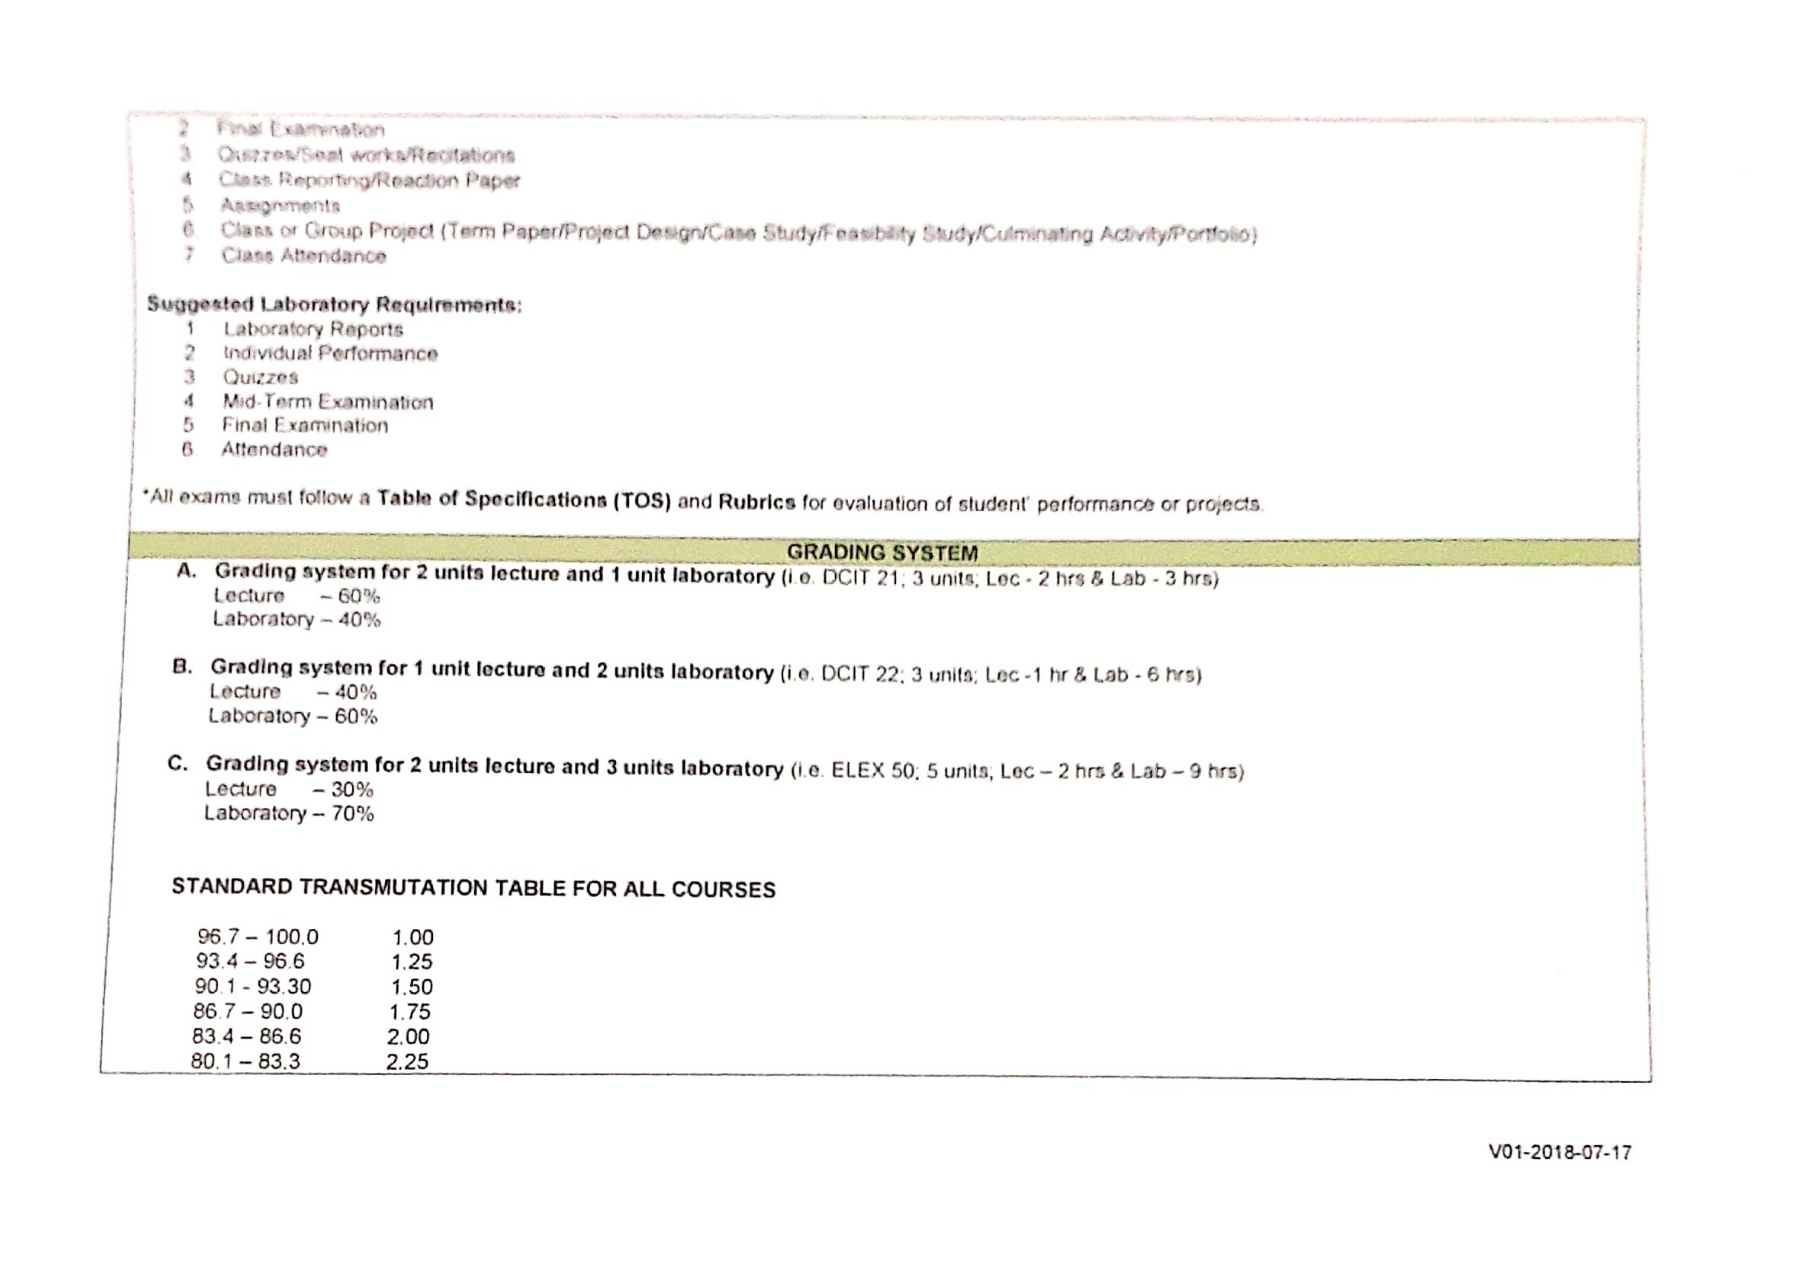 2 Final Examination
3 Quizzes/Seat works/Recitations
4 Class Reporting/Reaction Paper
5 Assignments
6 Class or Group Project (Term Paper/Project Design/Case Study/Feasibility Study/Culminating Activity/Portfolio)
7 Class Attendance
Suggested Laboratory Requirements:
1 Laboratory Reports
2 Individual Performance
3 Quizzes
4 Mid-Term Examination
5 Final Examination
6 Attendance
*All exams must follow a Table of Specifications (TOS) and Rubrics for evaluation of student' performance or projects.
GRADING SYSTEM
A. Grading system for 2 units lecture and 1 unit laboratory (i.e. DCIT 21; 3 units; Lec - 2 hrs & Lab - 3 hrs)
Lecture – 60%
Laboratory – 40%
B. Grading system for 1 unit lecture and 2 units laboratory (i.e. DCIT 22; 3 units; Lec -1 hr & Lab - 6 hrs)
Lecture – 40%
Laboratory – 60%
C. Grading system for 2 units lecture and 3 units laboratory (i.e. ELEX 50; 5 units; Lec – 2 hrs & Lab – 9 hrs)
Lecture – 30%
Laboratory – 70%
STANDARD TRANSMUTATION TABLE FOR ALL COURSES
96.7 – 100.0 1.00
93.4 – 96.6 1.25
90.1 - 93.30 1.50
86.7 – 90.0 1.75
83.4 – 86.6 2.00
80.1 – 83.3 2.25
V01-2018-07-17